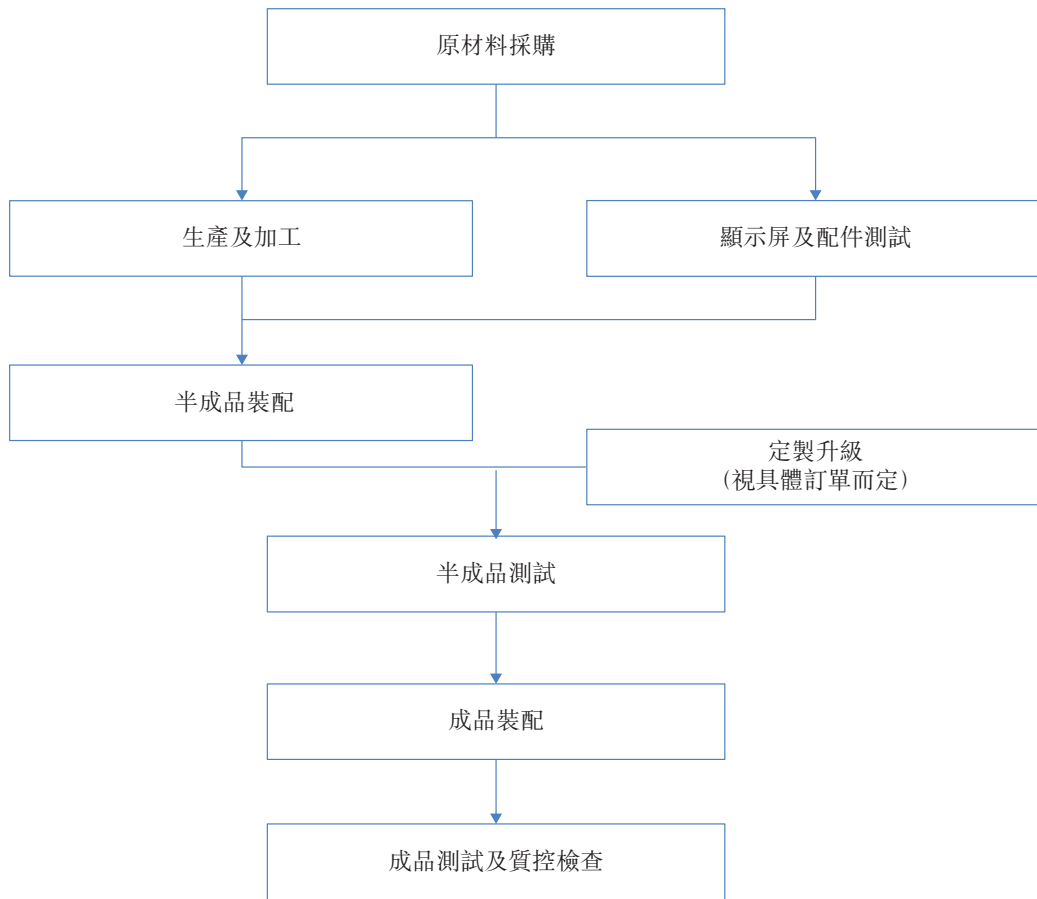 原材料採購
生產及加工
顯示屏及配件測試
半成品裝配
定製升級
(視具體訂單而定)
半成品測試
成品裝配
成品測試及質控檢查